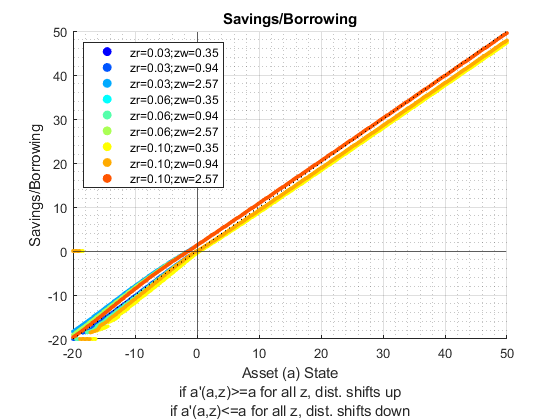 Savings/Borrowing
zr=0.03;zw=0.35
zr=0.03;zw=0.94
zr=0.03;zw=2.57
zr=0.06;zw=0.35
zr=0.06;zw=0.94
zr=0.06;zw=2.57
zr=0.10;zw=0.35
zr=0.10;zw=0.94
zr=0.10;zw=2.57
Savings/Borrowing
50
40
30
20
10
0
-10
-20
-20 -10 0 10 20 30 40 50
Asset (a) State
if a'(a,z)>=a for all z, dist. shifts up
if a'(a,z)<=a for all z, dist. shifts down